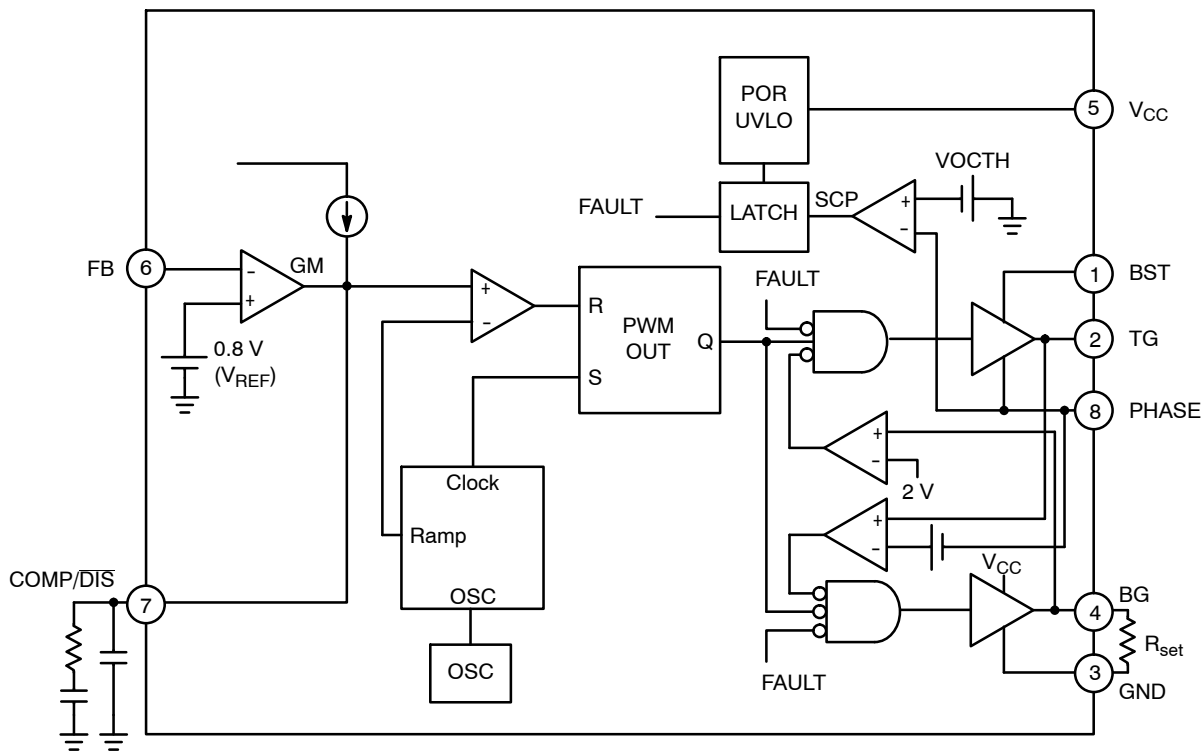 POR
UVLO
5
V_CC
VOCTH
+
−
SCP
LATCH
FAULT
FB
6
GM
−
+
0.8 V
(V_REF)
+
−
R
S
PWM
OUT
Q
FAULT
1
BST
2
TG
8
PHASE
+
−
2 V
+
−
Clock
Ramp
OSC
OSC
COMP/D̅I̅S̅
7
V_CC
BG
4
R_set
3
GND
FAULT